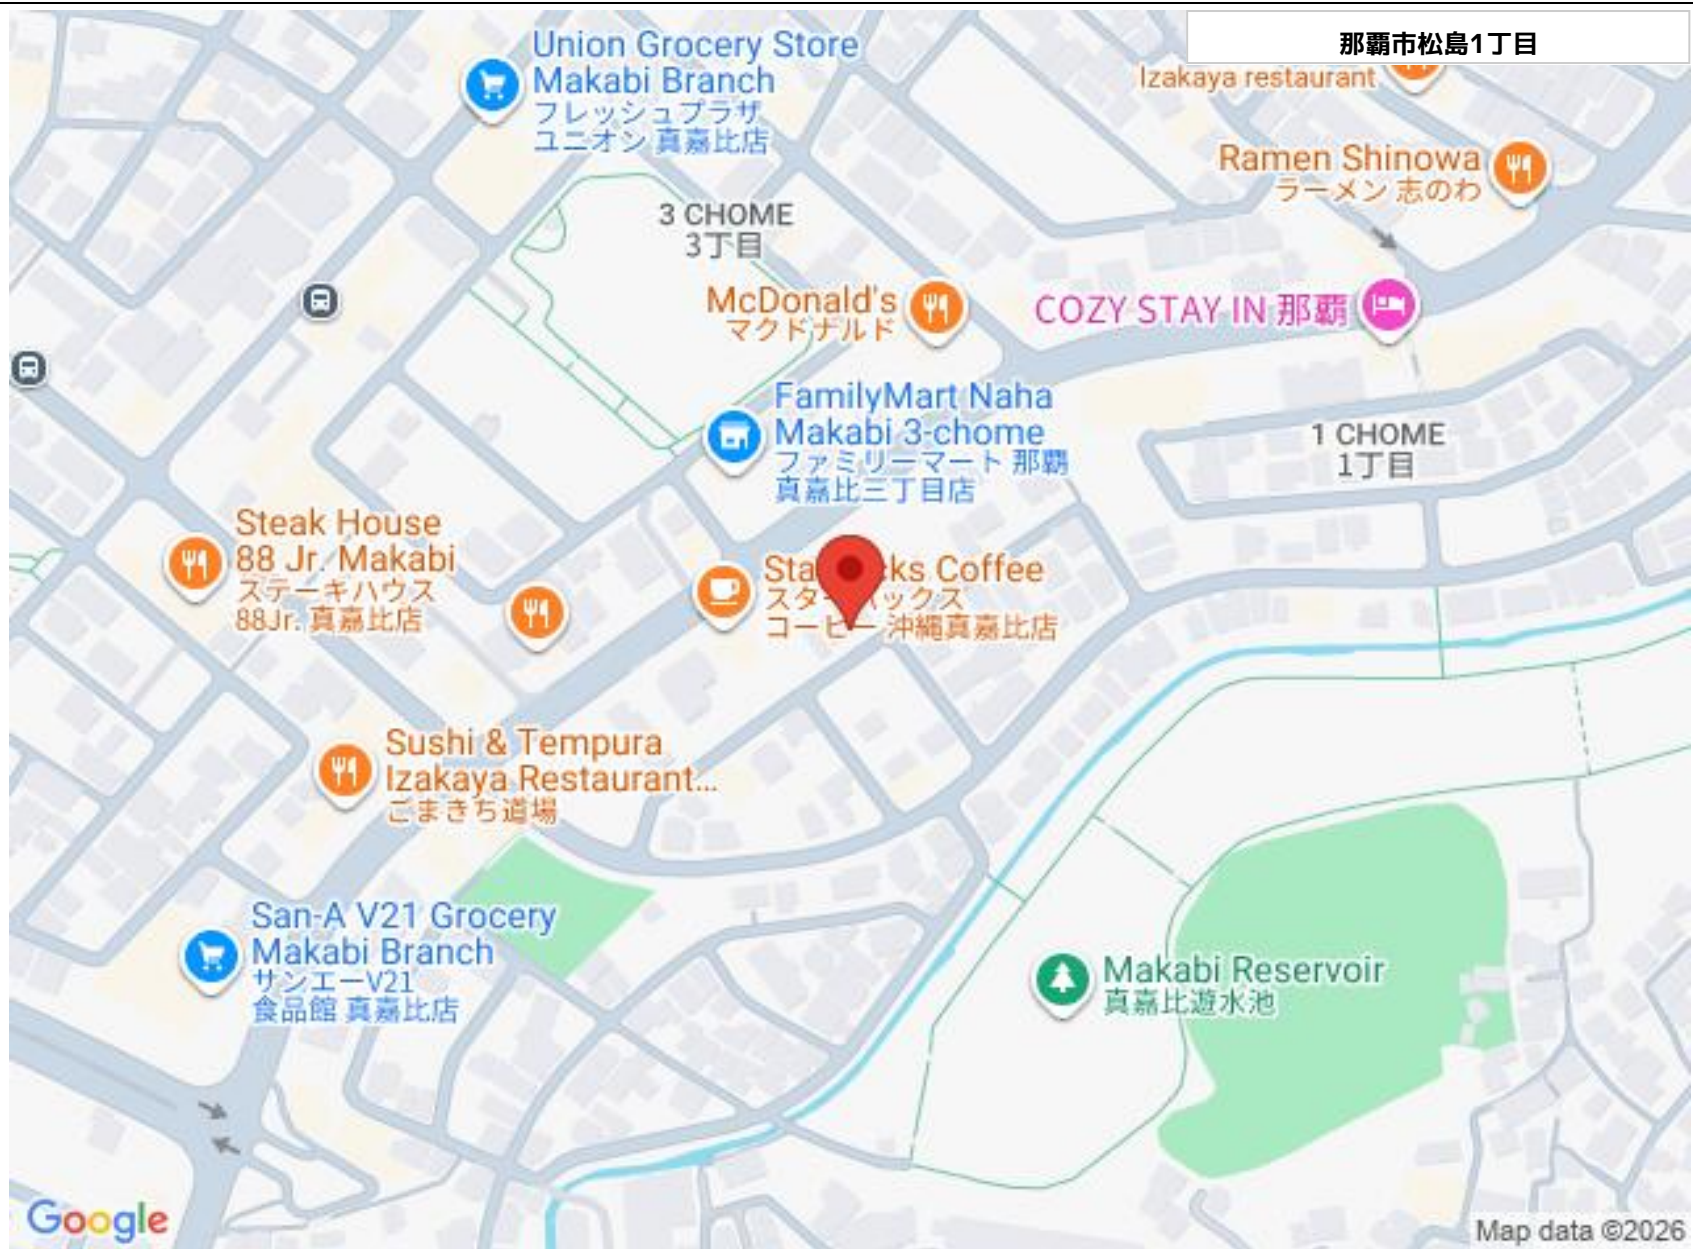 那覇市松島1丁目
Union Grocery Store
Makabi Branch
フレッシュプラザ
ユニオン 真嘉比店
Izakaya restaurant
Ramen Shinowa
ラーメン 志のわ
3 CHOME
3丁目
McDonald's
マクドナルド
COZY STAY IN 那覇
FamilyMart Naha
Makabi 3-chome
ファミリーマート 那覇
真嘉比三丁目店
1 CHOME
1丁目
Steak House
88 Jr. Makabi
ステーキハウス
88Jr. 真嘉比店
Coffee
コーヒー 沖縄真嘉比店
Sushi & Tempura
Izakaya Restaurant...
ごまきち道場
San-A V21 Grocery
Makabi Branch
サンエーV21
食品館 真嘉比店
Makabi Reservoir
真嘉比遊水池
Google
Map data ©2026